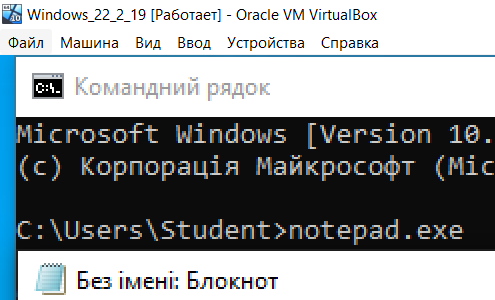 Windows_22_2_19 [Работает] - Oracle VM VirtualBox
Файл Машина Вид Ввод Устройства Справка
Командний рядок
Microsoft Windows [Version 10.
(c) Корпорація Майкрософт (Mic
C:\Users\Student>notepad.exe
Без імені: Блокнот